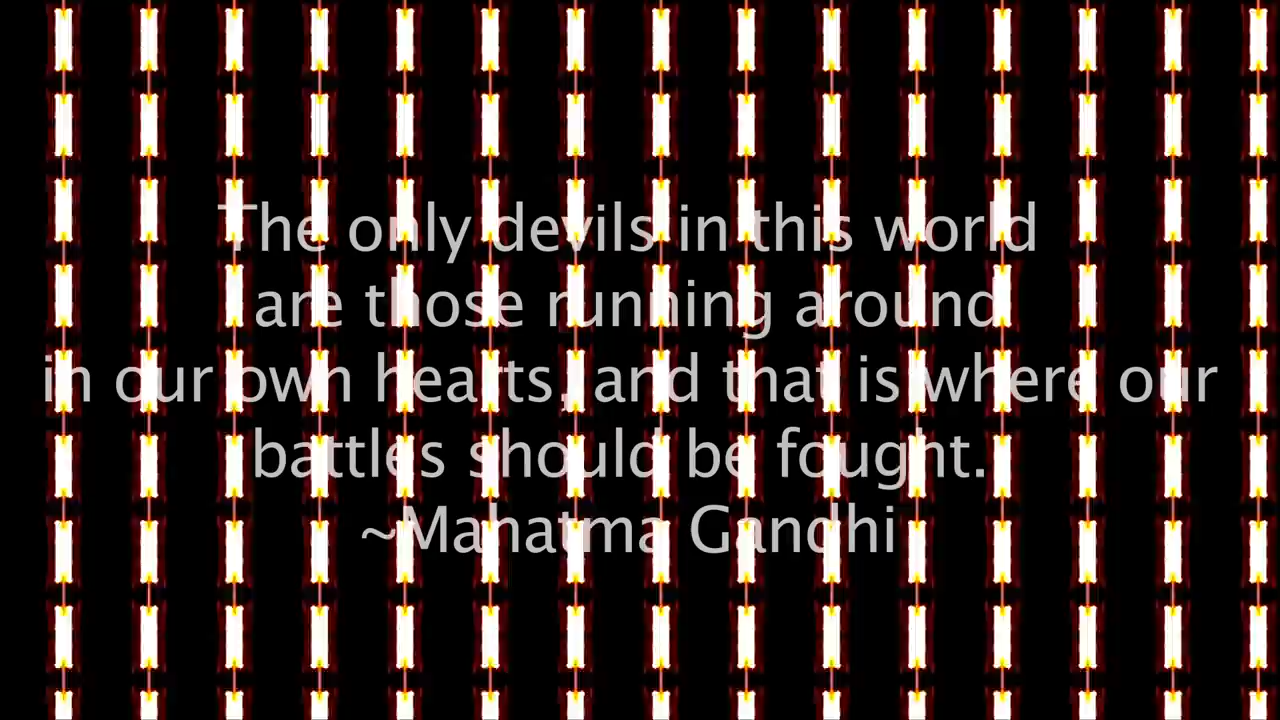 The only devils in this world
are those running around
in our own hearts, and that is where our
battles should be fought.
~Mahatma Gandhi